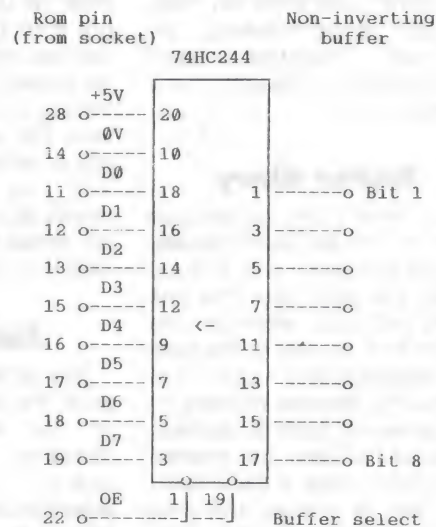 Rom pin Non-inverting
(from socket) buffer
74HC244
+5V
28 o----- 20
0V
14 o----- 10
D0
11 o----- 18 1 ------o Bit 1
D1
12 o----- 16 3 ------o
D2
13 o----- 14 5 ------o
D3
15 o----- 12 7 ------o
D4 <-
16 o----- 9 11 ------o
D5
17 o----- 7 13 ------o
D6
18 o----- 5 15 ------o
D7
19 o----- 3 17 ------o Bit 8
OE 1 19
22 o----- Buffer select